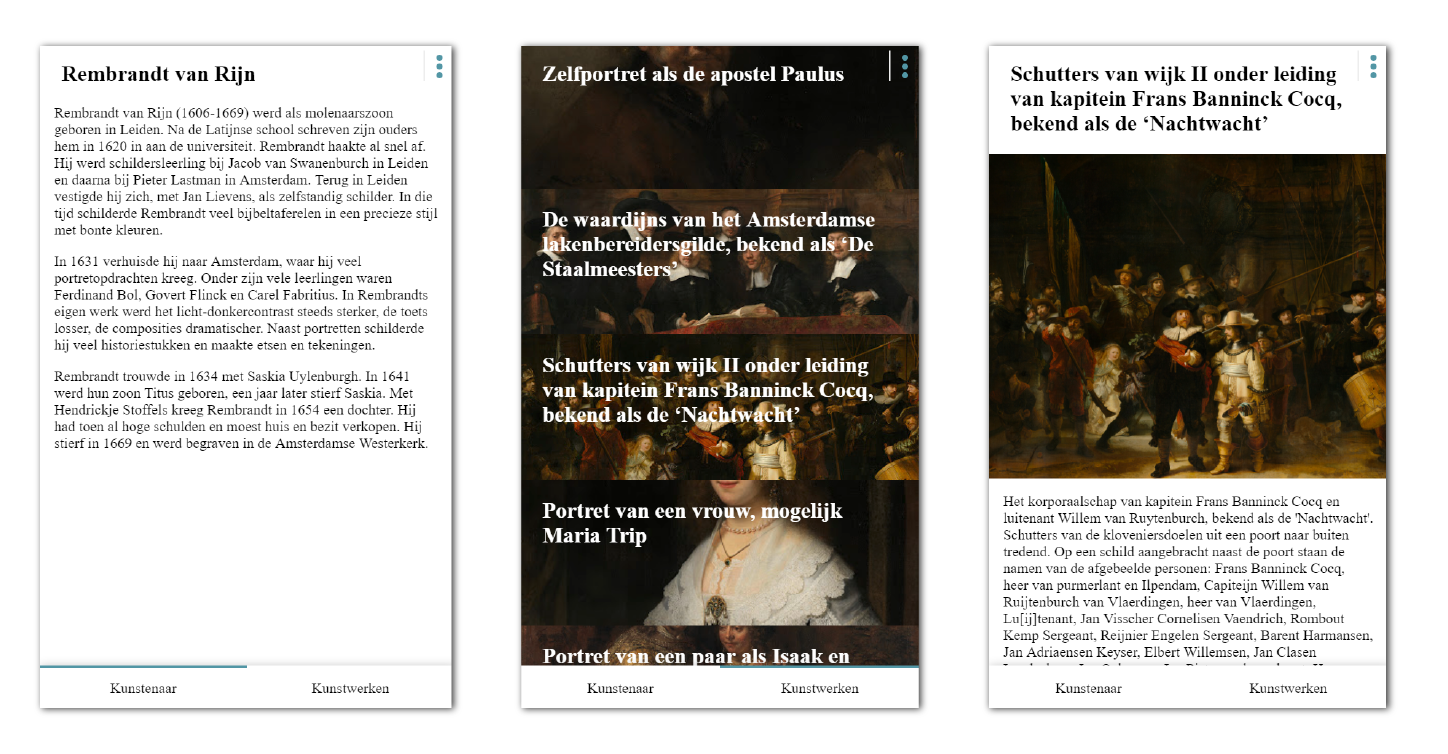 Rembrandt van Rijn
Rembrandt van Rijn (1606-1669) werd als molenaarszoon
geboren in Leiden. Na de Latijnse school schreven zijn ouders
hem in 1620 in aan de universiteit. Rembrandt haakte al snel af.
Hij werd schildersleerling bij Jacob van Swanenburch in Leiden
en daarna bij Pieter Lastman in Amsterdam. Terug in Leiden
vestigde hij zich, met Jan Lievens, als zelfstandig schilder. In die
tijd schilderde Rembrandt veel bijbeltaferelen in een precieze stijl
met bonte kleuren.
In 1631 verhuisde hij naar Amsterdam, waar hij veel
portretopdrachten kreeg. Onder zijn vele leerlingen waren
Ferdinand Bol, Govert Flinck en Carel Fabritius. In Rembrandts
eigen werk werd het licht-donkercontrast steeds sterker, de toets
losser, de composities dramatischer. Naast portretten schilderde
hij veel historiestukken en maakte etsen en tekeningen.
Rembrandt trouwde in 1634 met Saskia Uylenburgh. In 1641
werd hun zoon Titus geboren, een jaar later stierf Saskia. Met
Hendrickje Stoffels kreeg Rembrandt in 1654 een dochter. Hij
had toen al hoge schulden en moest huis en bezit verkopen. Hij
stierf in 1669 en werd begraven in de Amsterdamse Westerkerk.
Kunstenaar
Kunstwerken
Zelfportret als de apostel Paulus
De waardijns van het Amsterdamse
lakenbereidersgilde, bekend als ‘De
Staalmeesters’
Schutters van wijk II onder leiding
van kapitein Frans Banninck Cocq,
bekend als de ‘Nachtwacht’
Portret van een vrouw, mogelijk
Maria Trip
Portret van een paar als Isaak en
Kunstenaar
Kunstwerken
Schutters van wijk II onder leiding
van kapitein Frans Banninck Cocq,
bekend als de ‘Nachtwacht’
Het korporaalschap van kapitein Frans Banninck Cocq en
luitenant Willem van Ruytenburch, bekend als de 'Nachtwacht'.
Schutters van de kloveniersdoelen uit een poort naar buiten
tredend. Op een schild aangebracht naast de poort staan de
namen van de afgebeelde personen: Frans Banninck Cocq,
heer van purmerlant en Ilpendam, Capiteijn Willem van
Ruijtenburch van Vlaerdingen, heer van Vlaerdingen,
Lu[ij]tenant, Jan Visscher Cornelisen Vaendrich, Rombout
Kemp Sergeant, Reijnier Engelen Sergeant, Barent Harmansen,
Jan Adriaensen Keyser, Elbert Willemsen, Jan Clasen
Kunstenaar
Kunstwerken